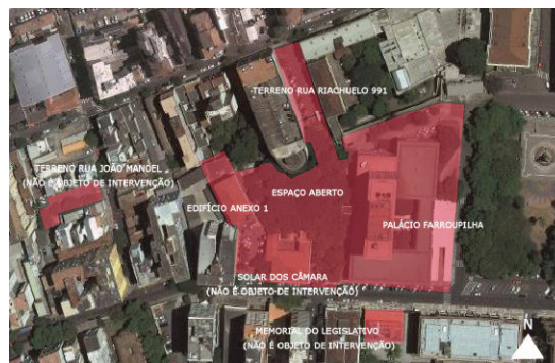 TERRENO RUA RIACHUELO 991
TERRENO RUA JOÃO MANOEL
(NÃO É OBJETO DE INTERVENÇÃO)
ESPAÇO ABERTO
EDIFÍCIO ANEXO 1
PALÁCIO FARROUPILHA
SOLAR DOS CÂMARA
(NÃO É OBJETO DE INTERVENÇÃO)
MEMORIAL DO LEGISLATIVO
(NÃO É OBJETO DE INTERVENÇÃO)
N